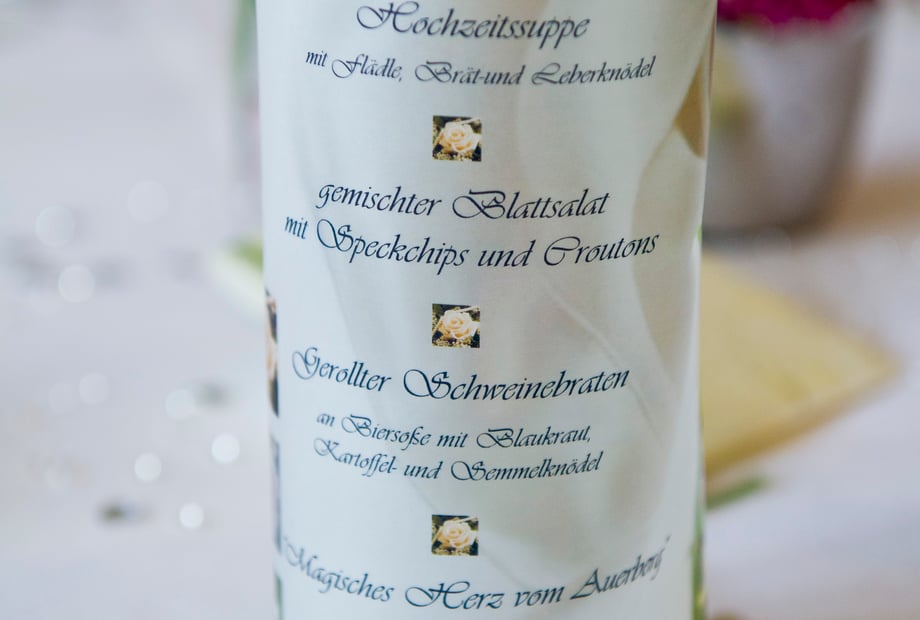 Hochzeitssuppe
mit Flädle, Brät-und Leberknödel
gemischter Blattsalat
mit Speckchips und Croutons
Gerollter Schweinebraten
an Biersoße mit Blaukraut,
Kartoffel- und Semmelknödel
"Magisches Herz vom Auerberg"